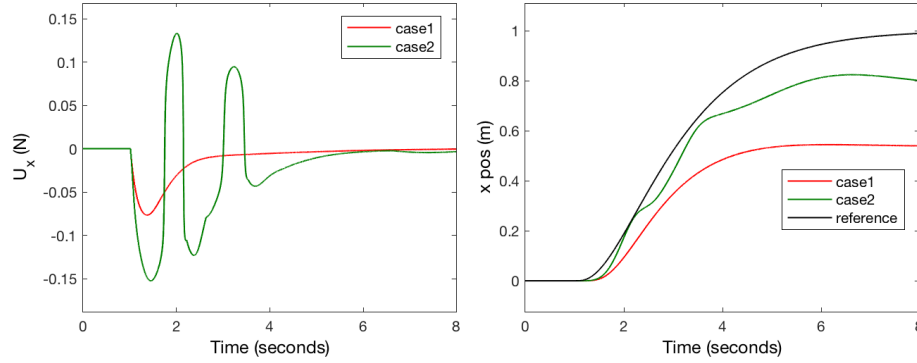 0.15
0.1
0.05
0
-0.05
-0.1
-0.15
U_x (N)
0 2 4 6 8
Time (seconds)
case1
case2
1
0.8
0.6
0.4
0.2
0
x pos (m)
0 2 4 6 8
Time (seconds)
case1
case2
reference